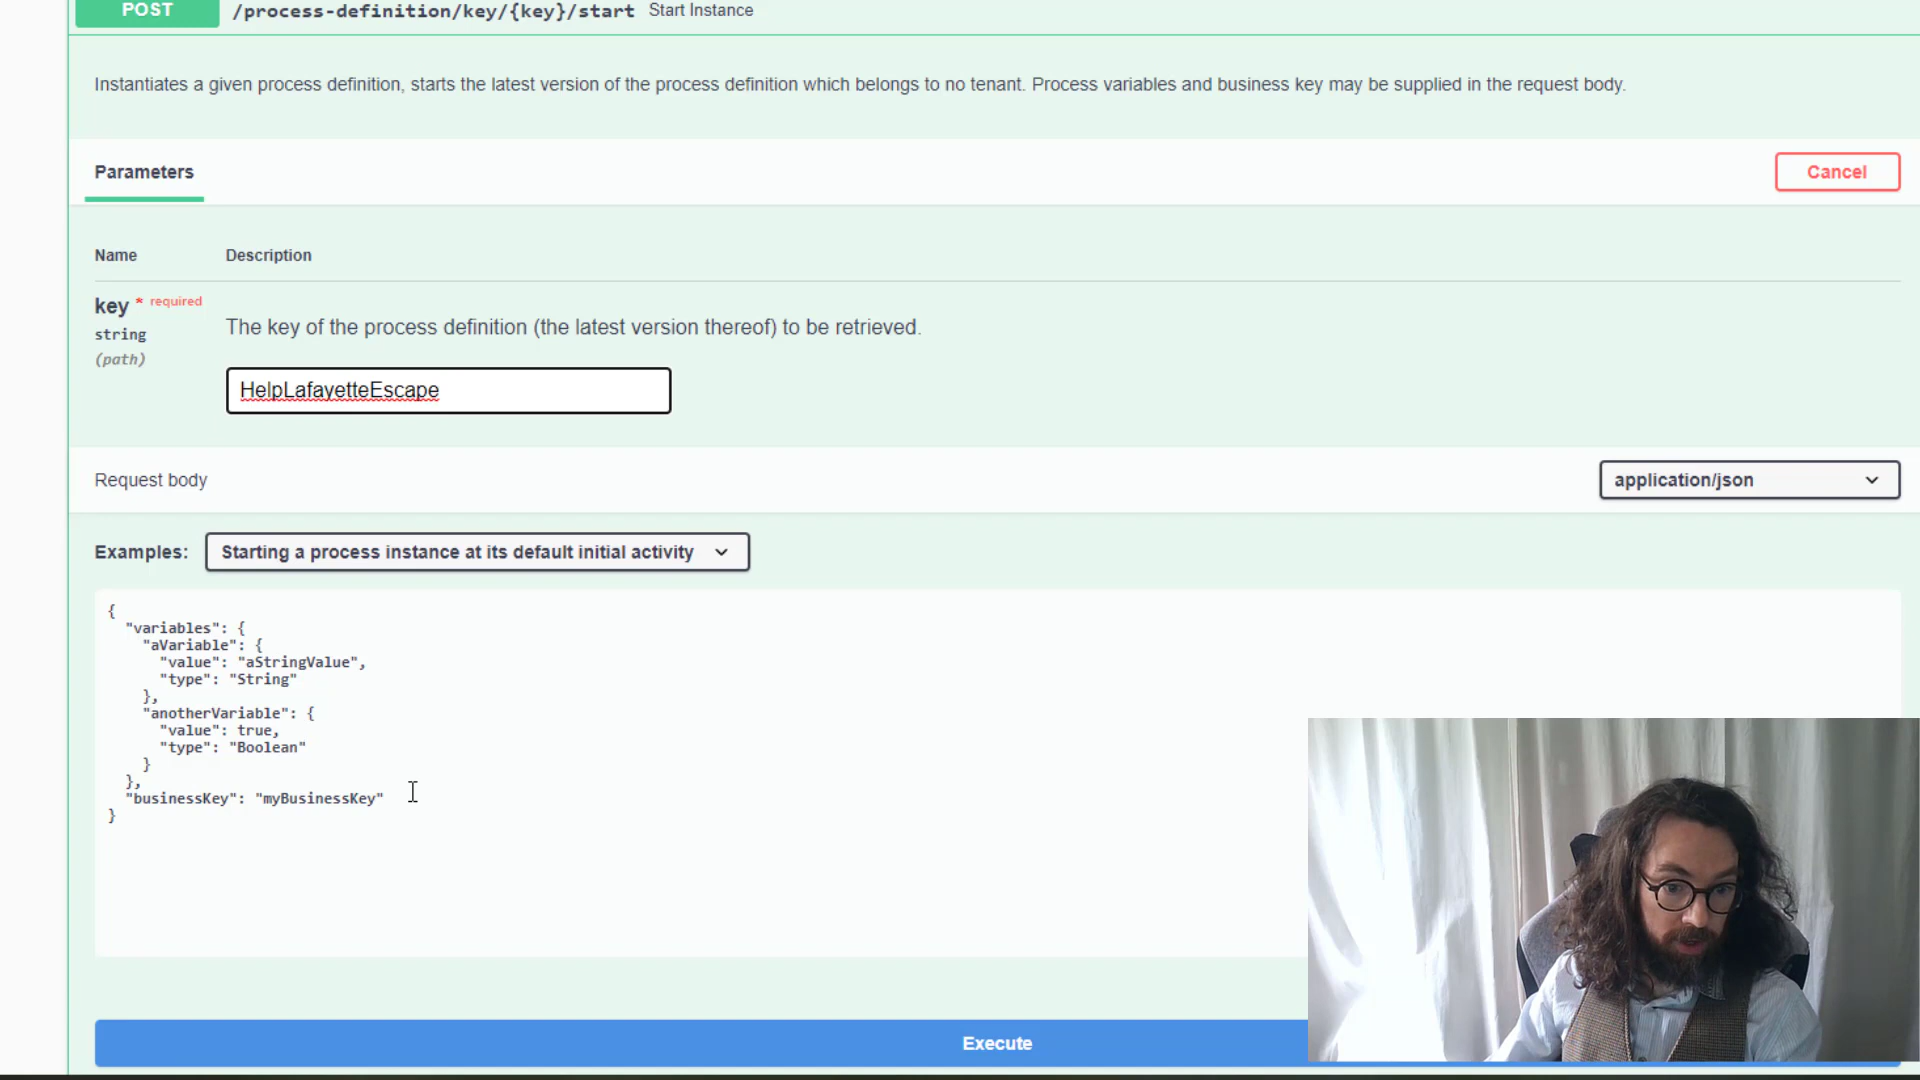 POST /process-definition/key/{key}/start Start Instance
Instantiates a given process definition, starts the latest version of the process definition which belongs to no tenant. Process variables and business key may be supplied in the request body.
Parameters
Cancel
Name Description
key * required
string
(path)
The key of the process definition (the latest version thereof) to be retrieved.
HelpLafayetteEscape
Request body
application/json
Examples: Starting a process instance at its default initial activity
{
  "variables": {
    "aVariable": {
      "value": "aStringValue",
      "type": "String"
    },
    "anotherVariable": {
      "value": true,
      "type": "Boolean"
    }
  },
  "businessKey": "myBusinessKey"
}
Execute